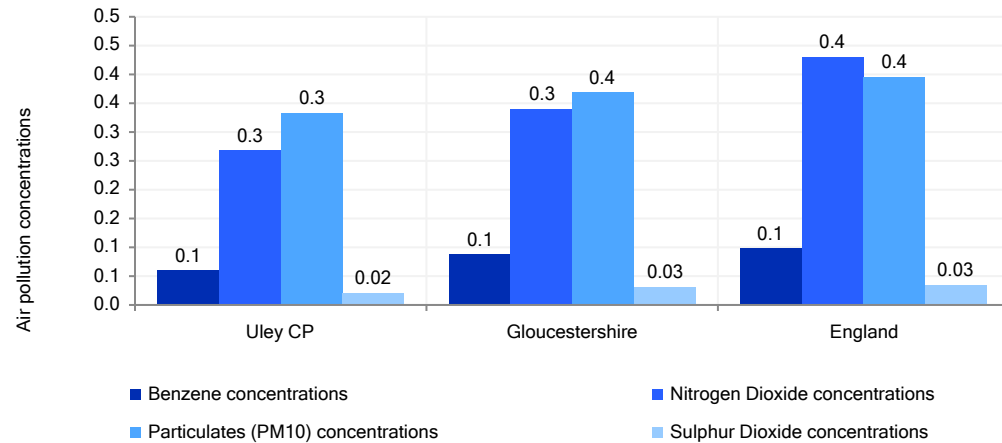 0.5
0.5
0.4
0.4
0.3
0.3
0.2
0.2
0.1
0.1
0.0
Air pollution concentrations
0.1
0.3
0.3
0.02
0.1
0.3
0.4
0.03
0.1
0.4
0.4
0.03
Uley CP
Gloucestershire
England
Benzene concentrations
Nitrogen Dioxide concentrations
Particulates (PM10) concentrations
Sulphur Dioxide concentrations